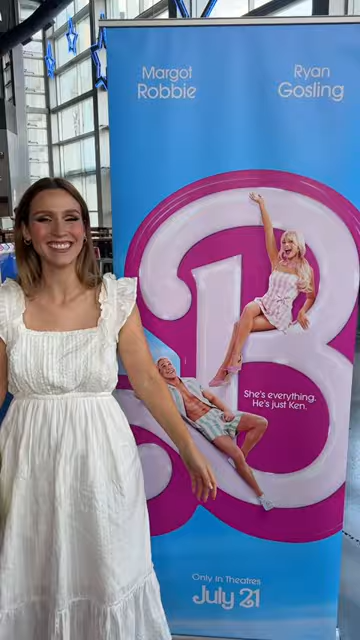 Margot
Robbie
Ryan
Gosling
B
She's everything.
He's just Ken.
Only In Theatres
July 21